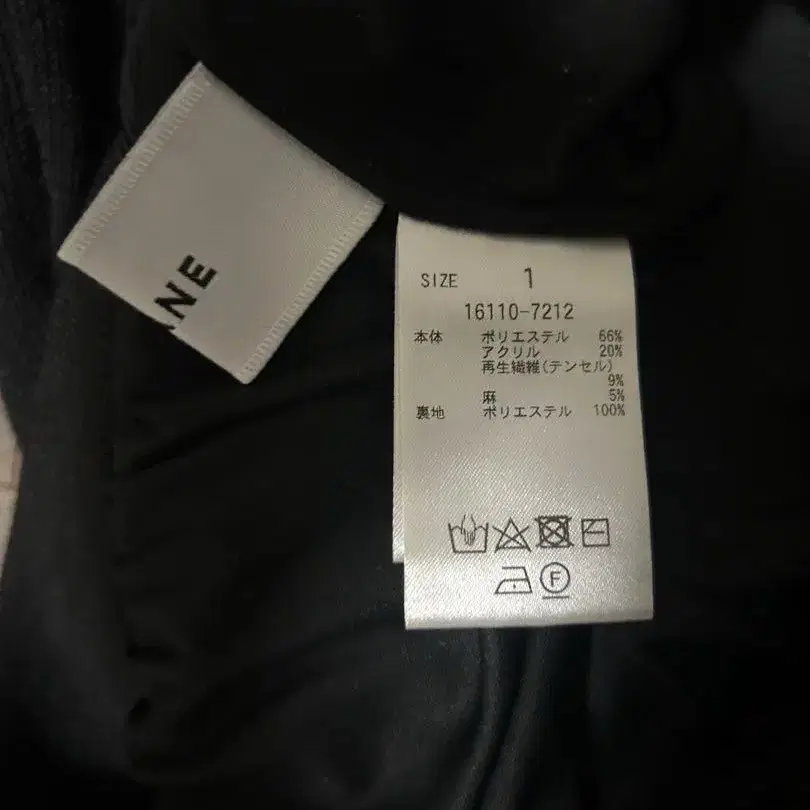 NE
SIZE 1
16110-7212
本体 ポリエステル 66%
アクリル 20%
再生繊維(テンセル)
9%
麻 5%
裏地 ポリエステル 100%
F